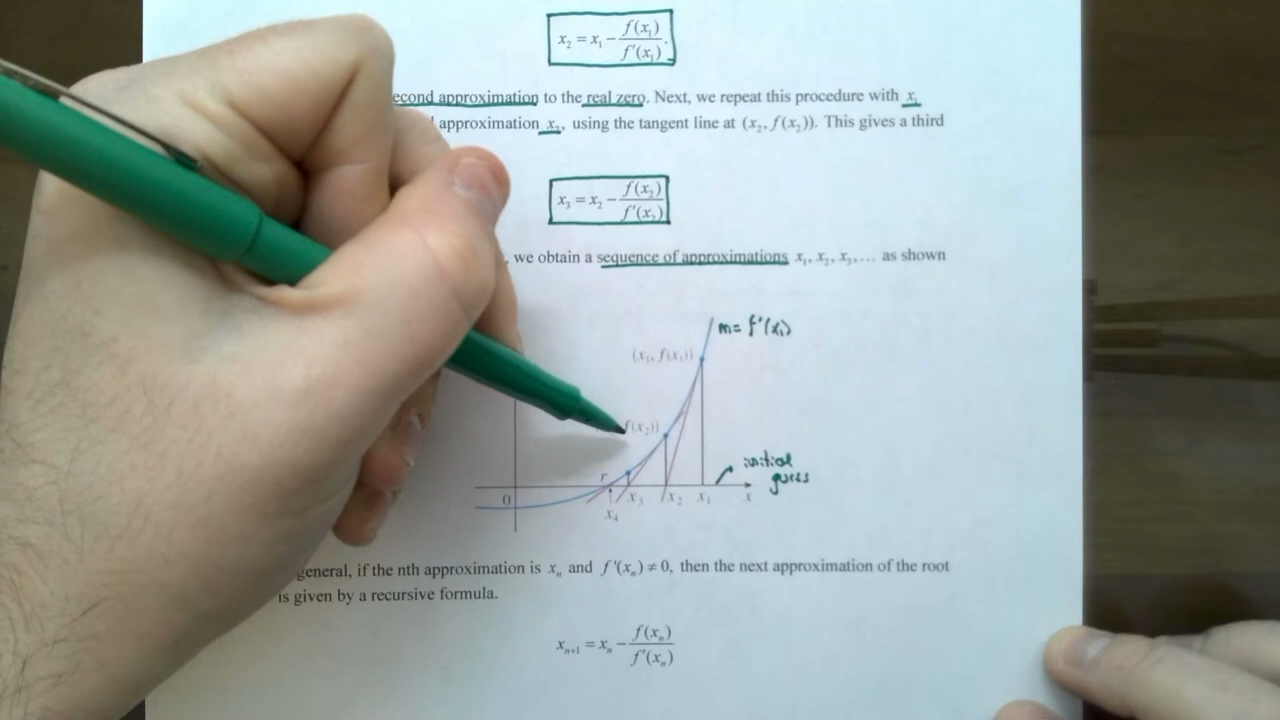 x₂ = x₁ − f(x₁)/f'(x₁).
econd approximation to the real zero. Next, we repeat this procedure with x₁
approximation x₂, using the tangent line at (x₂, f(x₂)). This gives a third
x₃ = x₂ − f(x₂)/f'(x₂)
, we obtain a sequence of approximations x₁, x₂, x₃,… as shown
m = f'(x₁)
(x₁, f(x₁))
f(x₂))
initial
guess
r
0
x₃ x₂ x₁ x
x₄
general, if the nth approximation is xₙ and f'(xₙ) ≠ 0, then the next approximation of the root
is given by a recursive formula.
xₙ₊₁ = xₙ − f(xₙ)/f'(xₙ)